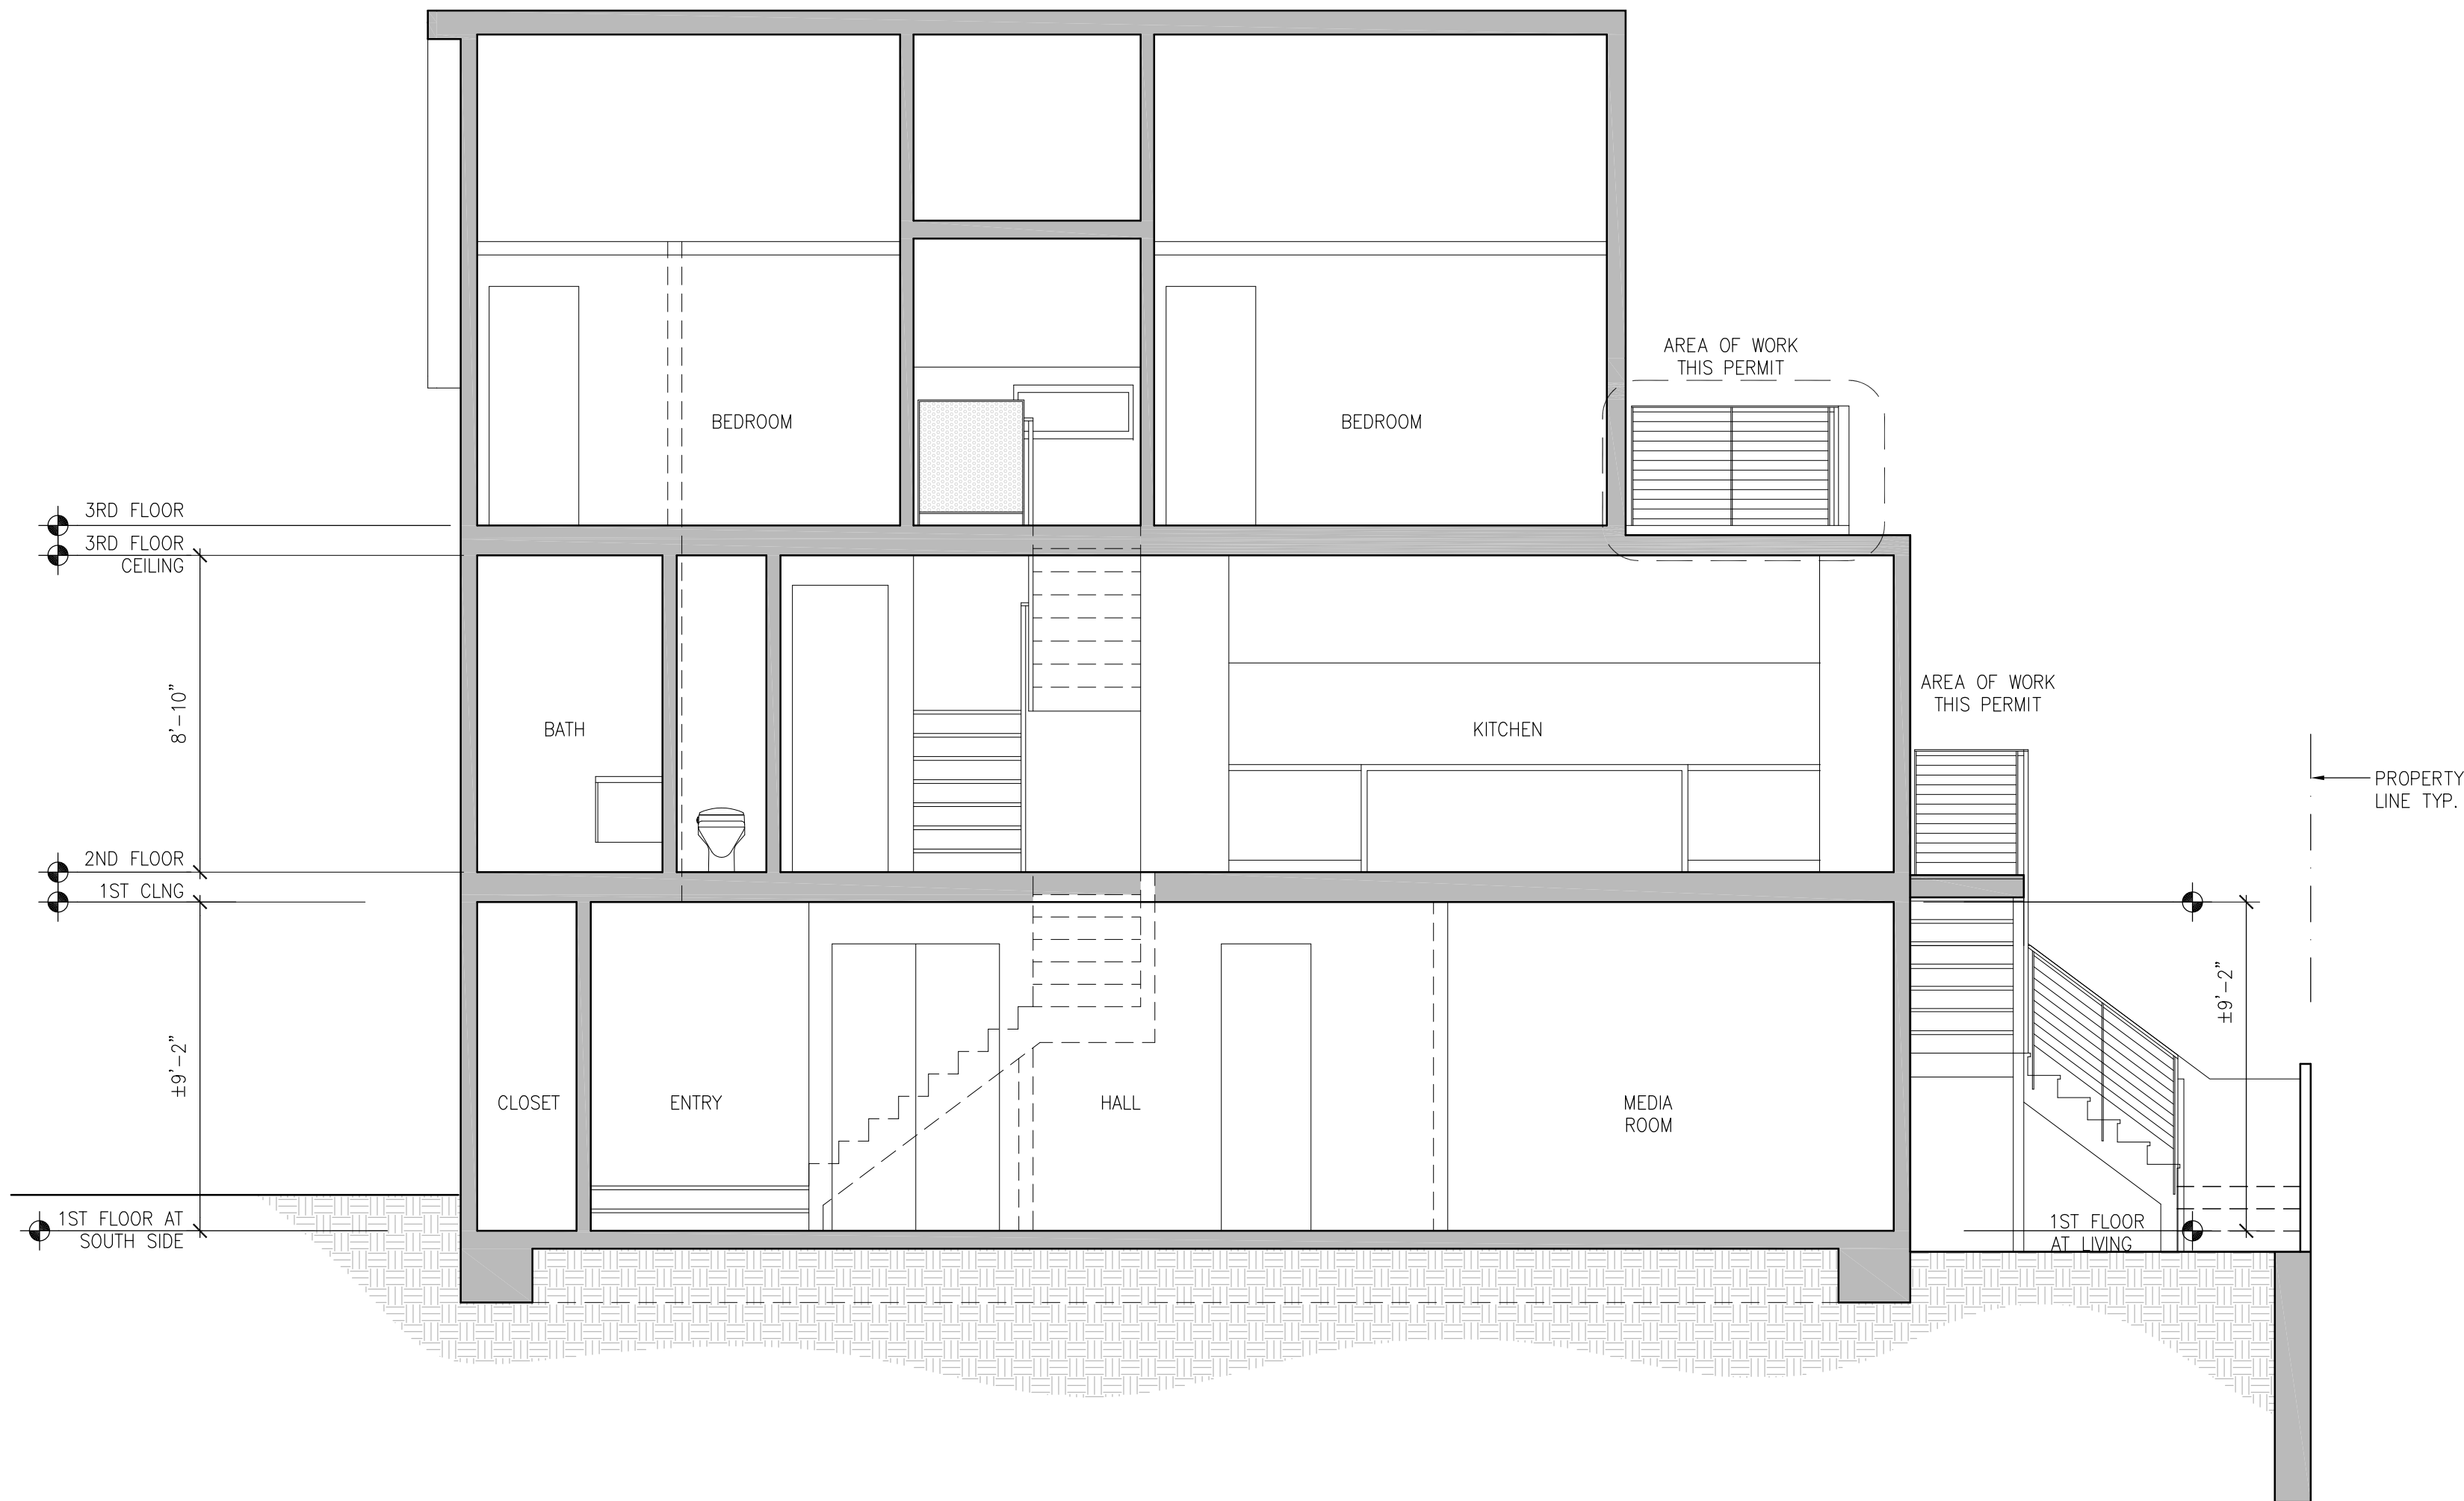 AREA OF WORK
THIS PERMIT
BEDROOM
BEDROOM
3RD FLOOR
3RD FLOOR
CEILING
8'-10"
BATH
KITCHEN
AREA OF WORK
THIS PERMIT
PROPERTY
LINE TYP.
2ND FLOOR
1ST CLNG
±9'-2"
±9'-2"
CLOSET
ENTRY
HALL
MEDIA
ROOM
1ST FLOOR AT
SOUTH SIDE
1ST FLOOR
AT LIVING